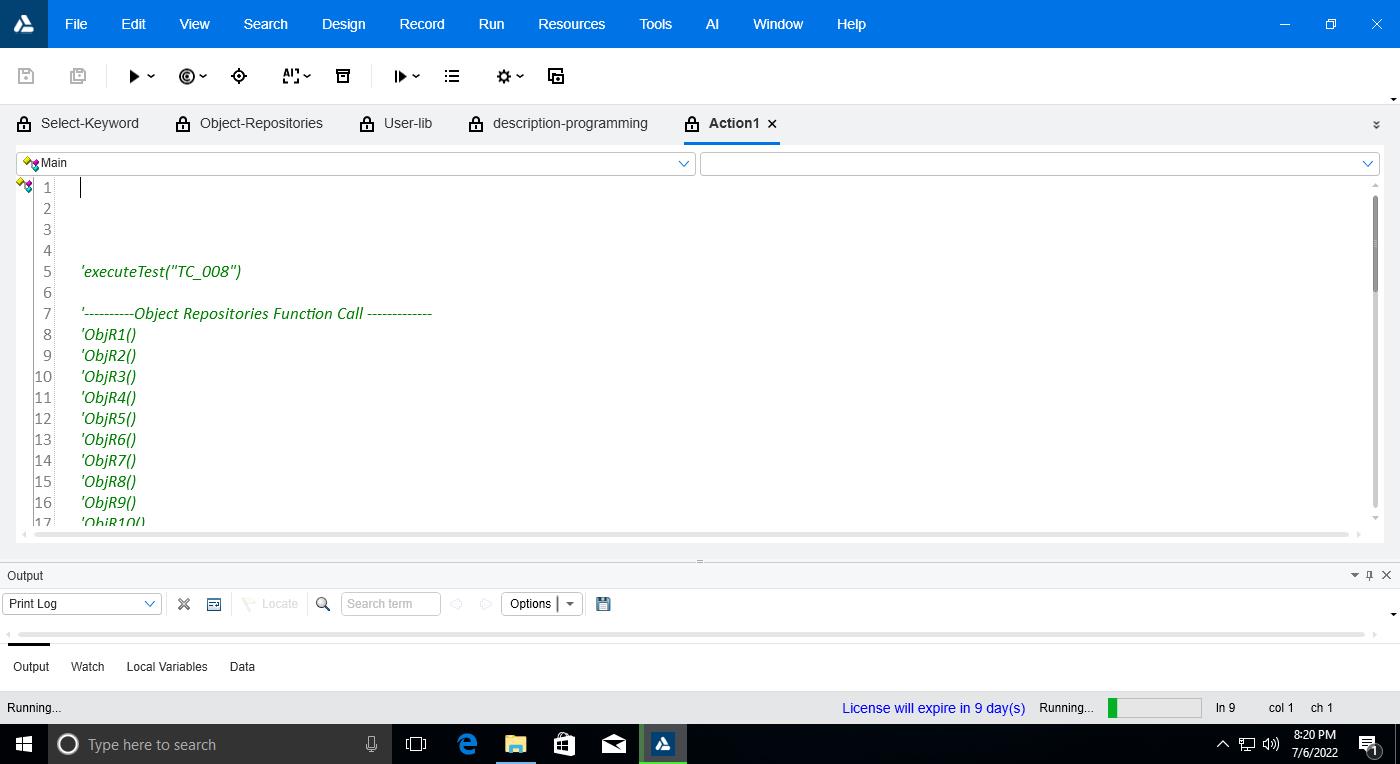 File Edit View Search Design Record Run Resources Tools AI Window Help
Select-Keyword Object-Repositories User-lib description-programming Action1
Main
1
2
3
4
5 'executeTest("TC_008")
6
7 '----------Object Repositories Function Call -------------
8 'ObjR1()
9 'ObjR2()
10 'ObjR3()
11 'ObjR4()
12 'ObjR5()
13 'ObjR6()
14 'ObjR7()
15 'ObjR8()
16 'ObjR9()
17 'ObjR10()
Output
Print Log Locate Search term Options
Output Watch Local Variables Data
Running... License will expire in 9 day(s) Running... ln 9 col 1 ch 1
Type here to search
8:20 PM
7/6/2022
1